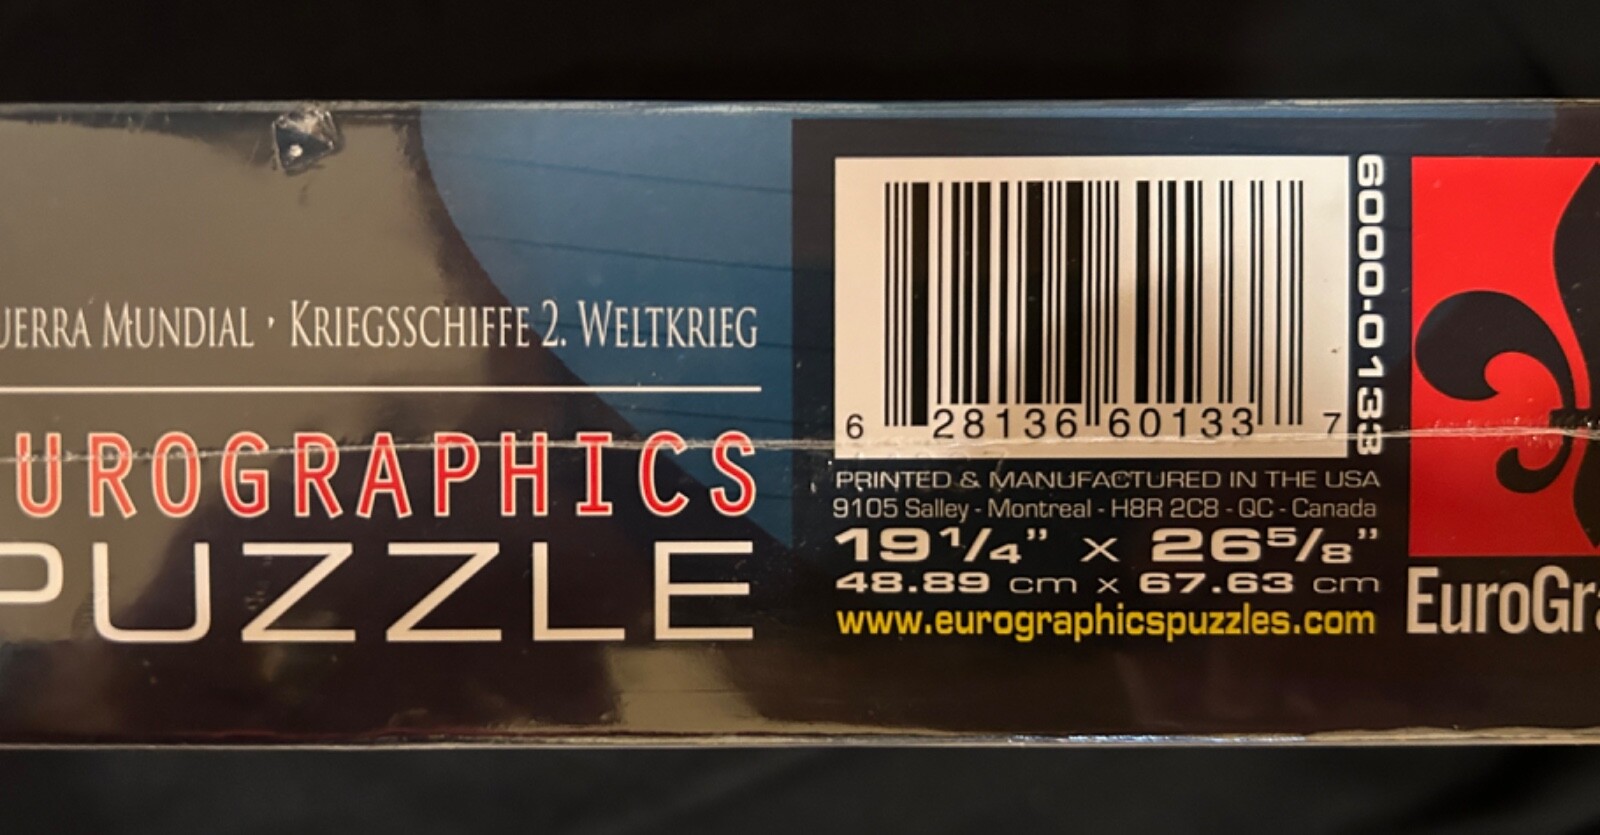 UERRA MUNDIAL · KRIEGSSCHIFFE 2. WELTKRIEG
UROGRAPHICS
PUZZLE
6 28136 60133 7
6000-0133
PRINTED & MANUFACTURED IN THE USA
9105 Salley - Montreal - H8R 2C8 - QC - Canada
19 1/4” x 26 5/8”
48.89 cm x 67.63 cm
www.eurographicspuzzles.com
EuroGra